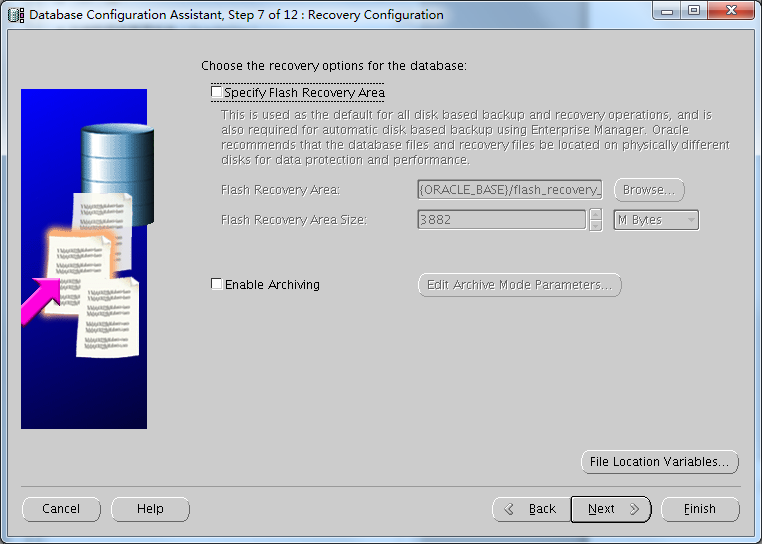 Database Configuration Assistant, Step 7 of 12 : Recovery Configuration
Choose the recovery options for the database:
Specify Flash Recovery Area
This is used as the default for all disk based backup and recovery operations, and is
also required for automatic disk based backup using Enterprise Manager. Oracle
recommends that the database files and recovery files be located on physically different
disks for data protection and performance.
Flash Recovery Area: {ORACLE_BASE}/flash_recovery_ Browse...
Flash Recovery Area Size: 3882 M Bytes
Enable Archiving Edit Archive Mode Parameters...
File Location Variables...
Cancel Help Back Next Finish